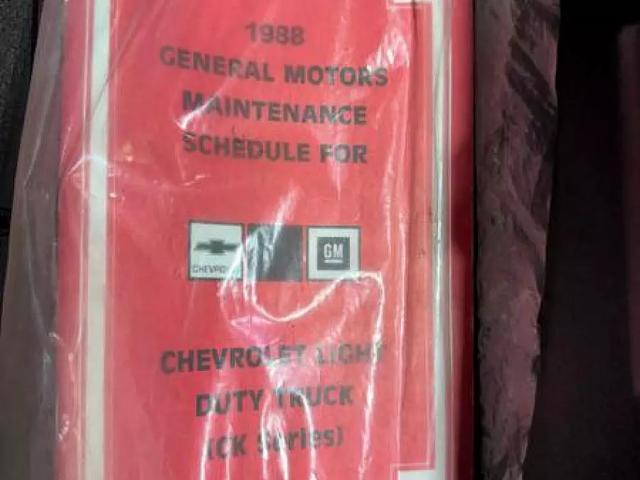 1988
GENERAL MOTORS
MAINTENANCE
SCHEDULE FOR
CHEVROLET
GM
CHEVROLET LIGHT
DUTY TRUCK
(CK Series)